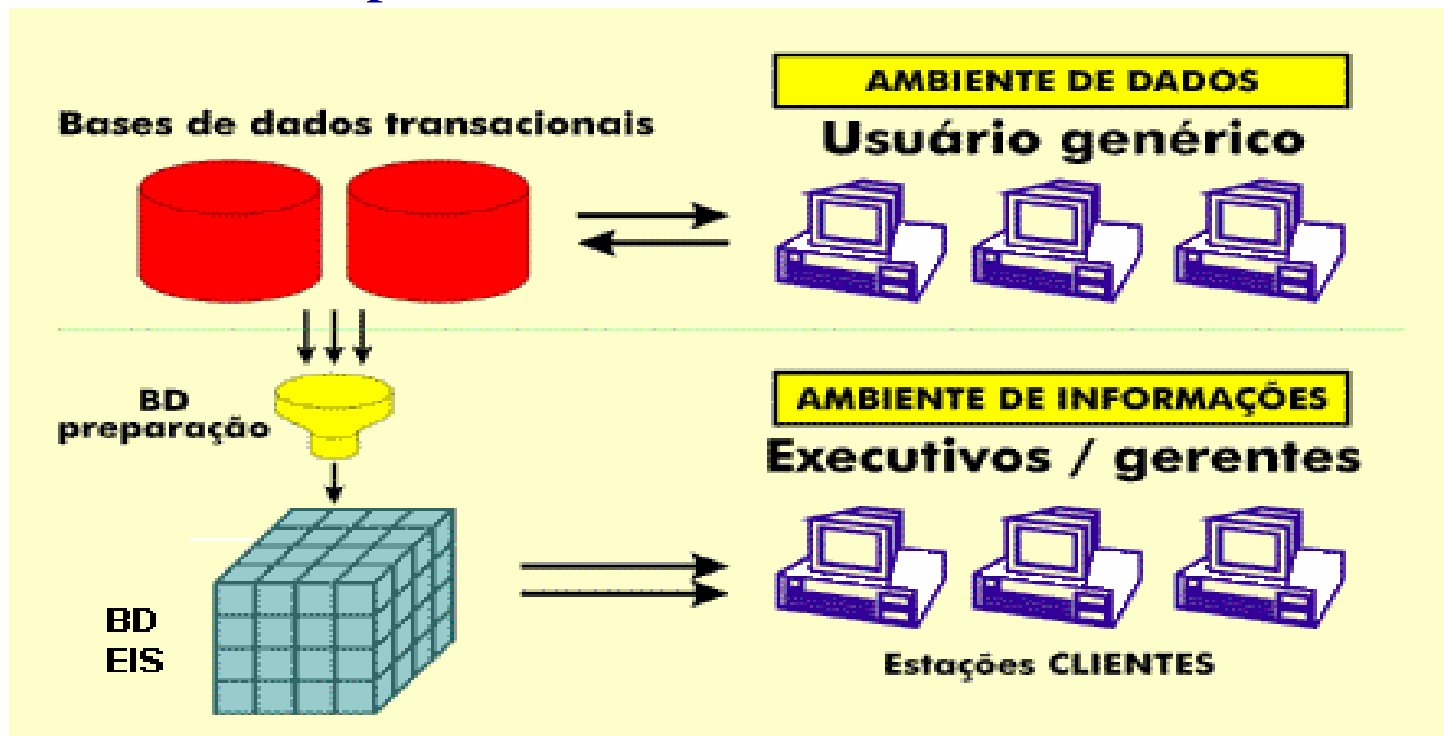 AMBIENTE DE DADOS
Bases de dados transacionais
Usuário genérico
BD
preparação
AMBIENTE DE INFORMAÇÕES
Executivos / gerentes
BD
EIS
Estações CLIENTES